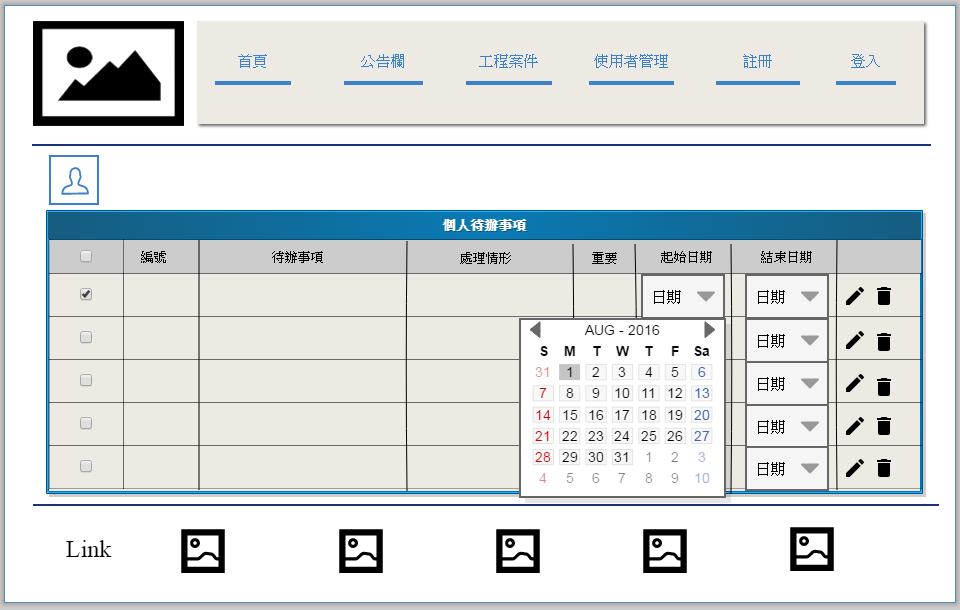 首頁 公告欄 工程案件 使用者管理 註冊 登入
個人待辦事項
編號 待辦事項 處理情形 重要 起始日期 結束日期
日期 日期
AUG - 2016
日期
S M T W T F Sa
31 1 2 3 4 5 6
日期
7 8 9 10 11 12 13
14 15 16 17 18 19 20
日期
21 22 23 24 25 26 27
28 29 30 31 1 2 3
日期
4 5 6 7 8 9 10
Link